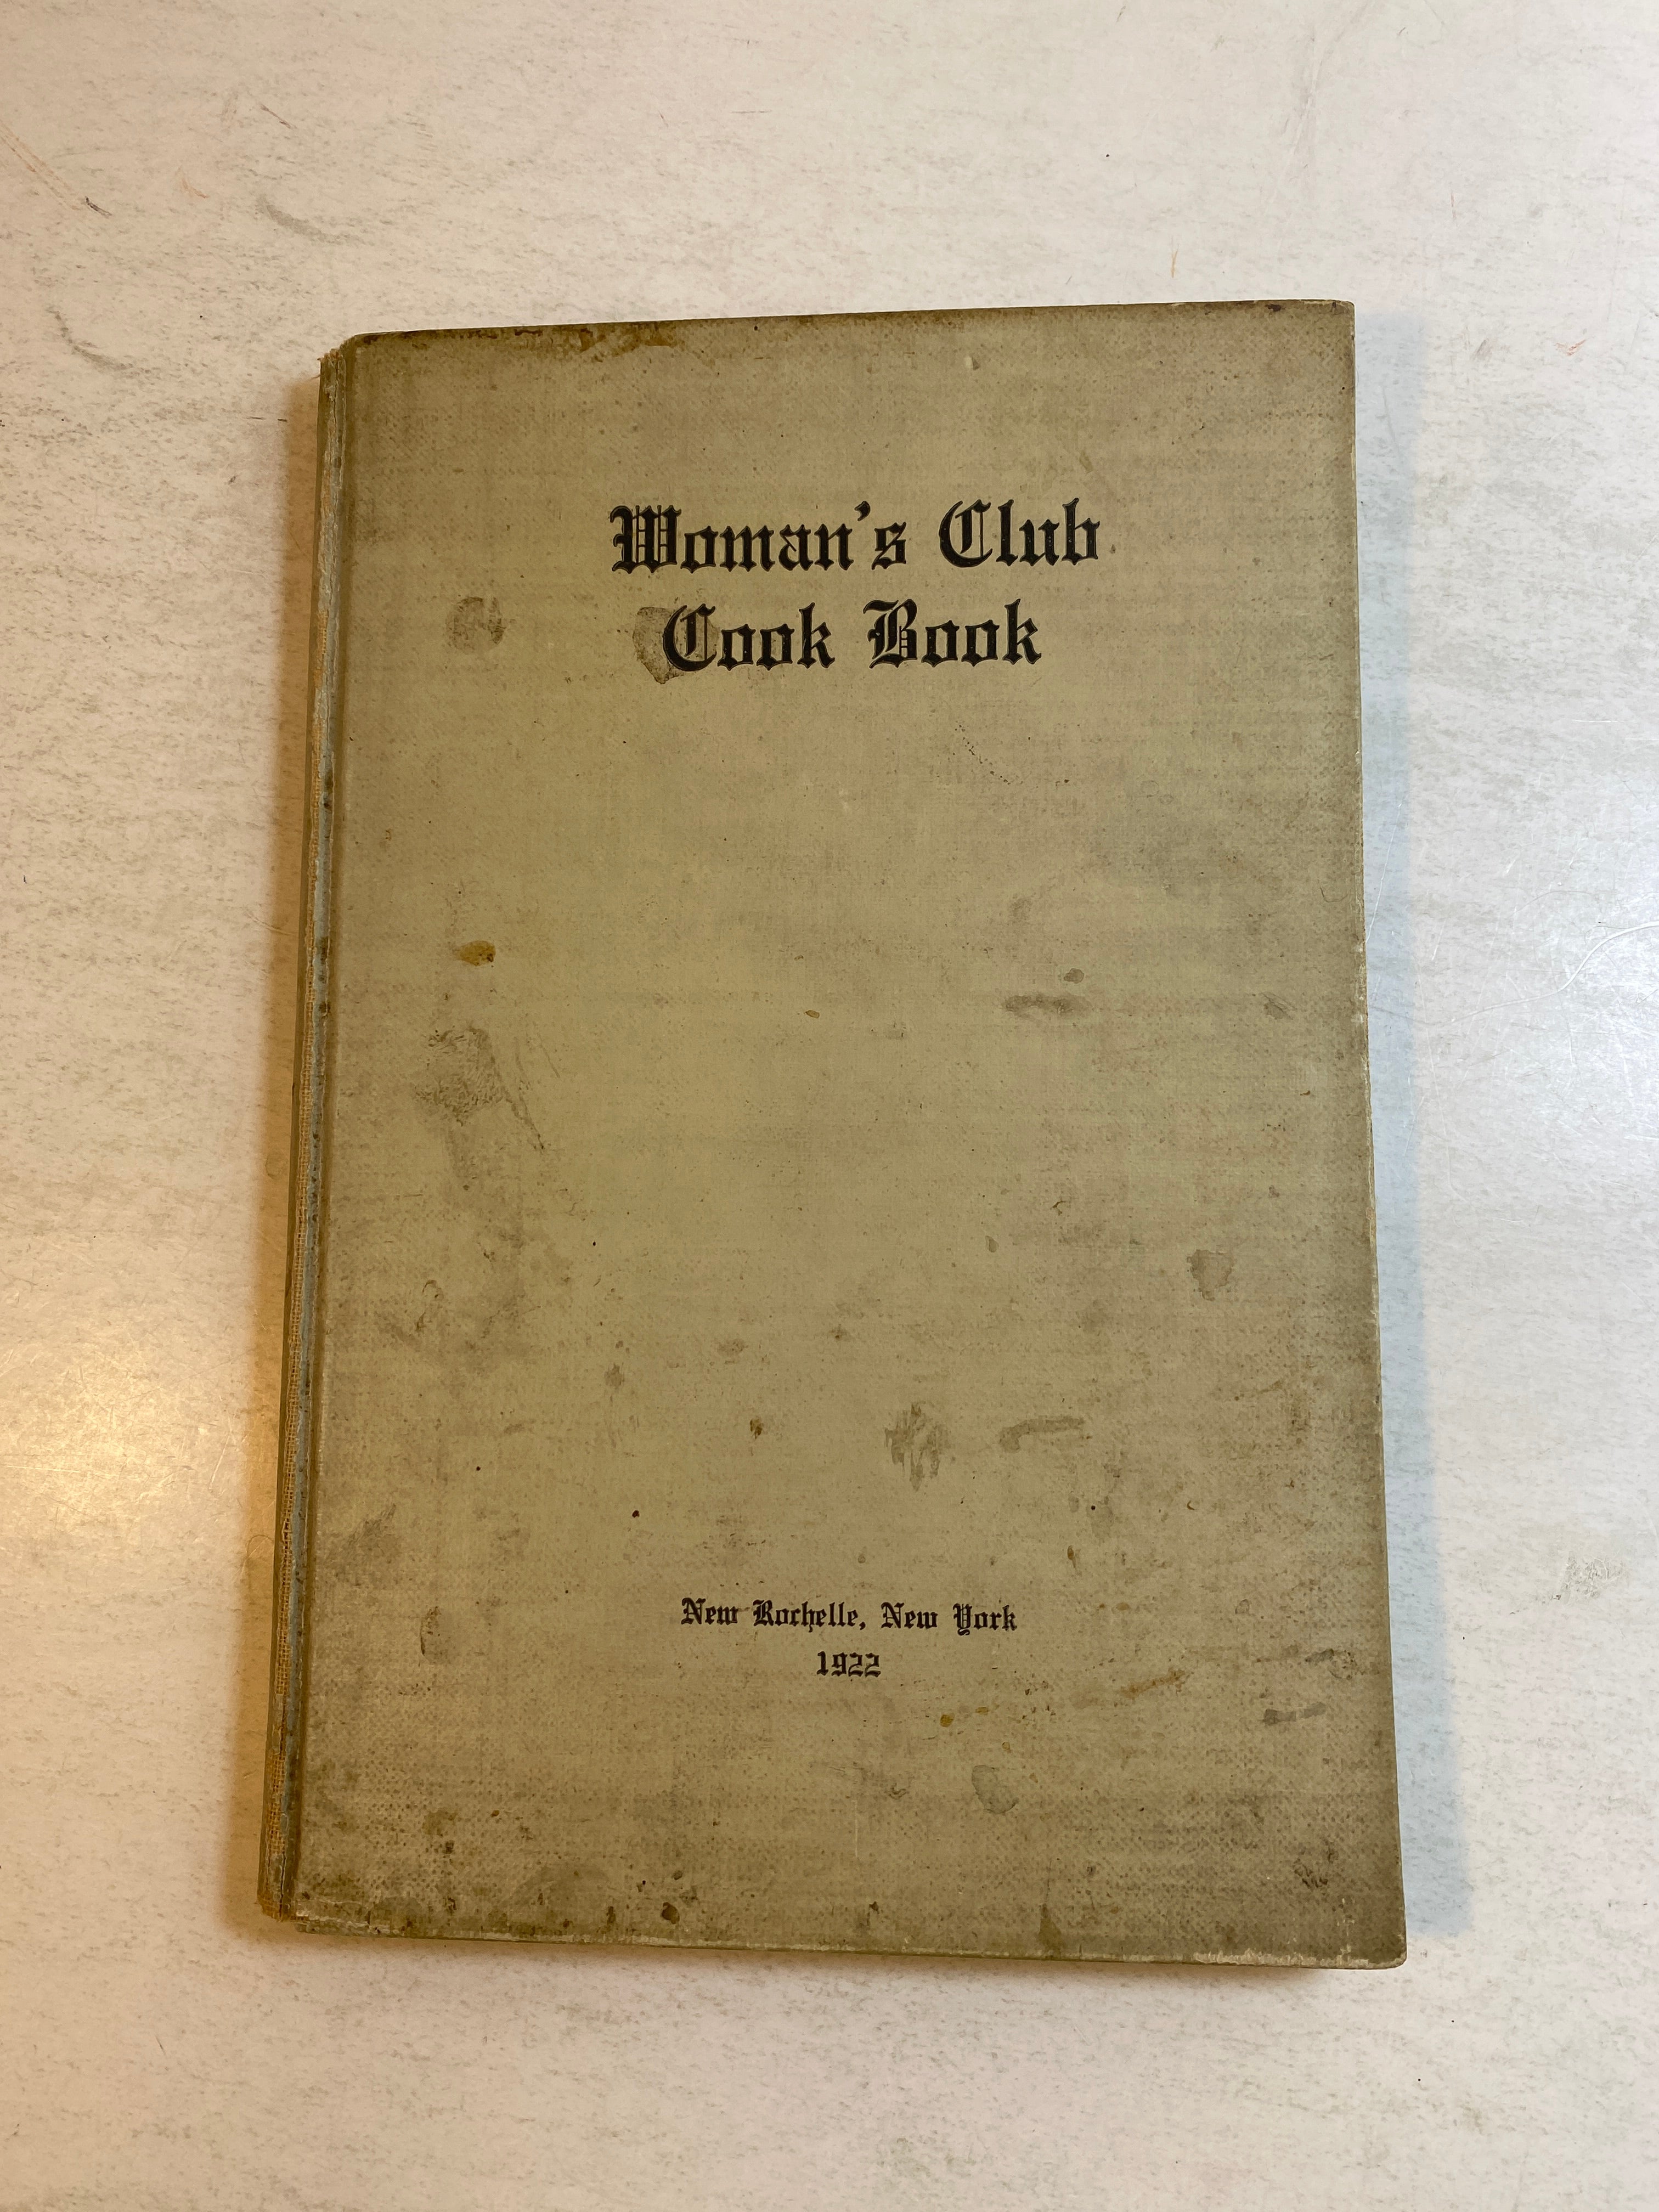 Woman's Club
Cook Book
New Rochelle, New York
1922